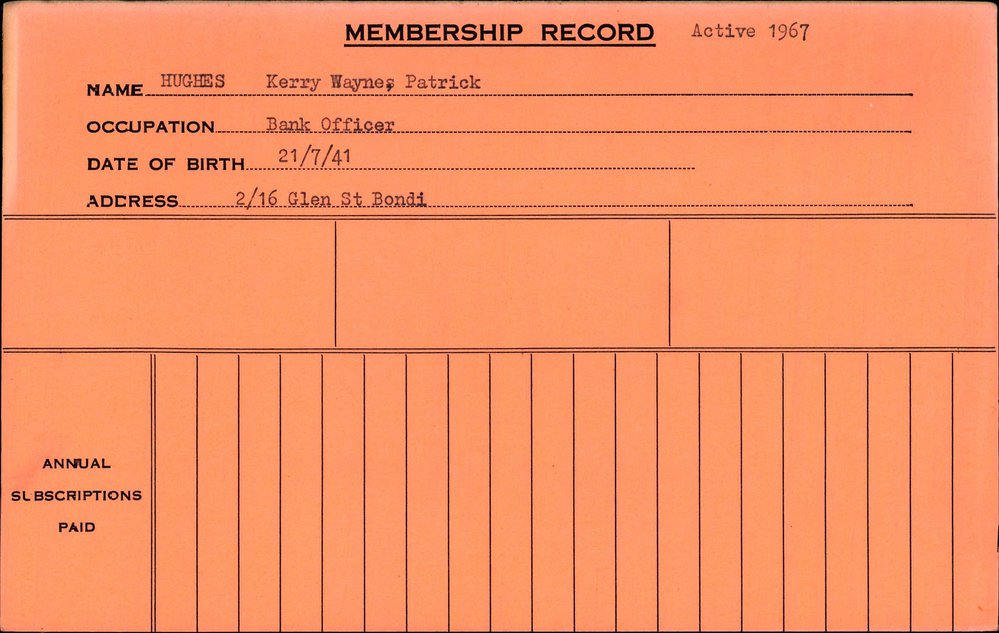 MEMBERSHIP RECORD Active 1967
NAME HUGHES Kerry Wayne, Patrick
OCCUPATION Bank Officer
DATE OF BIRTH 21/7/41
ADDRESS 2/16 Glen St Bondi
ANNUAL
SUBSCRIPTIONS
PAID